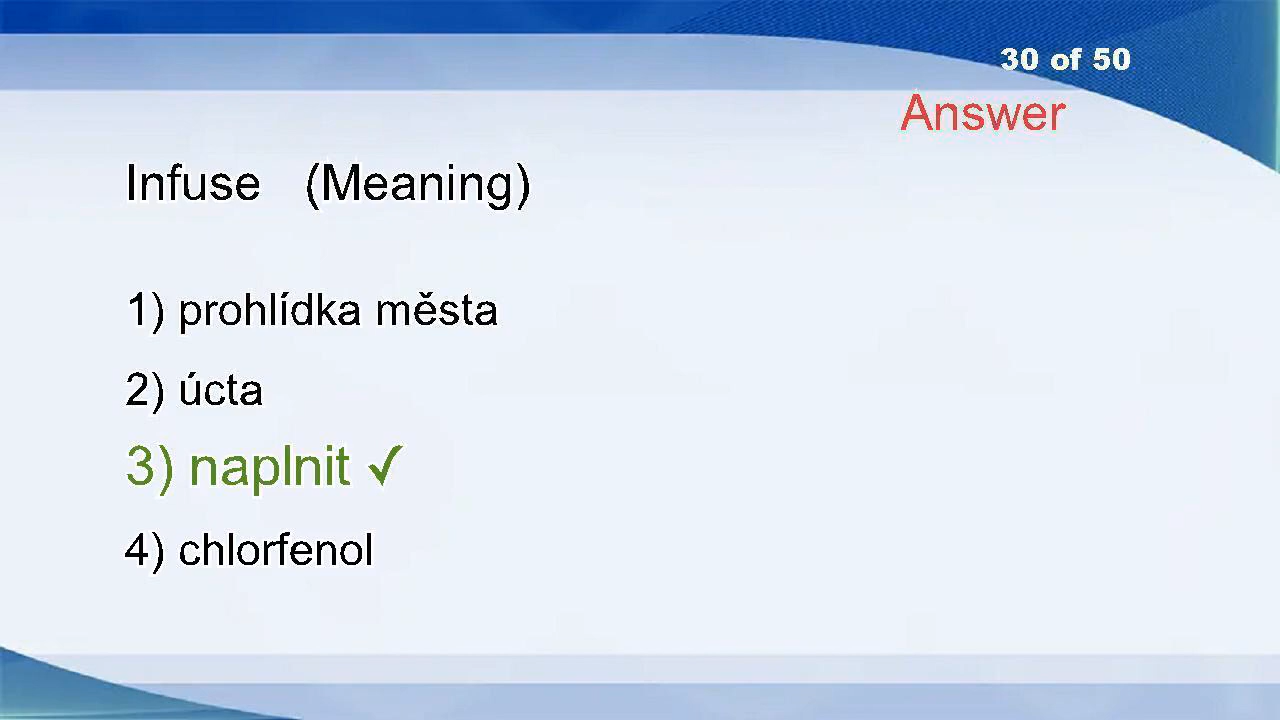 30 of 50
Answer
Infuse (Meaning)
1) prohlídka města
2) úcta
3) naplnit ✓
4) chlorfenol